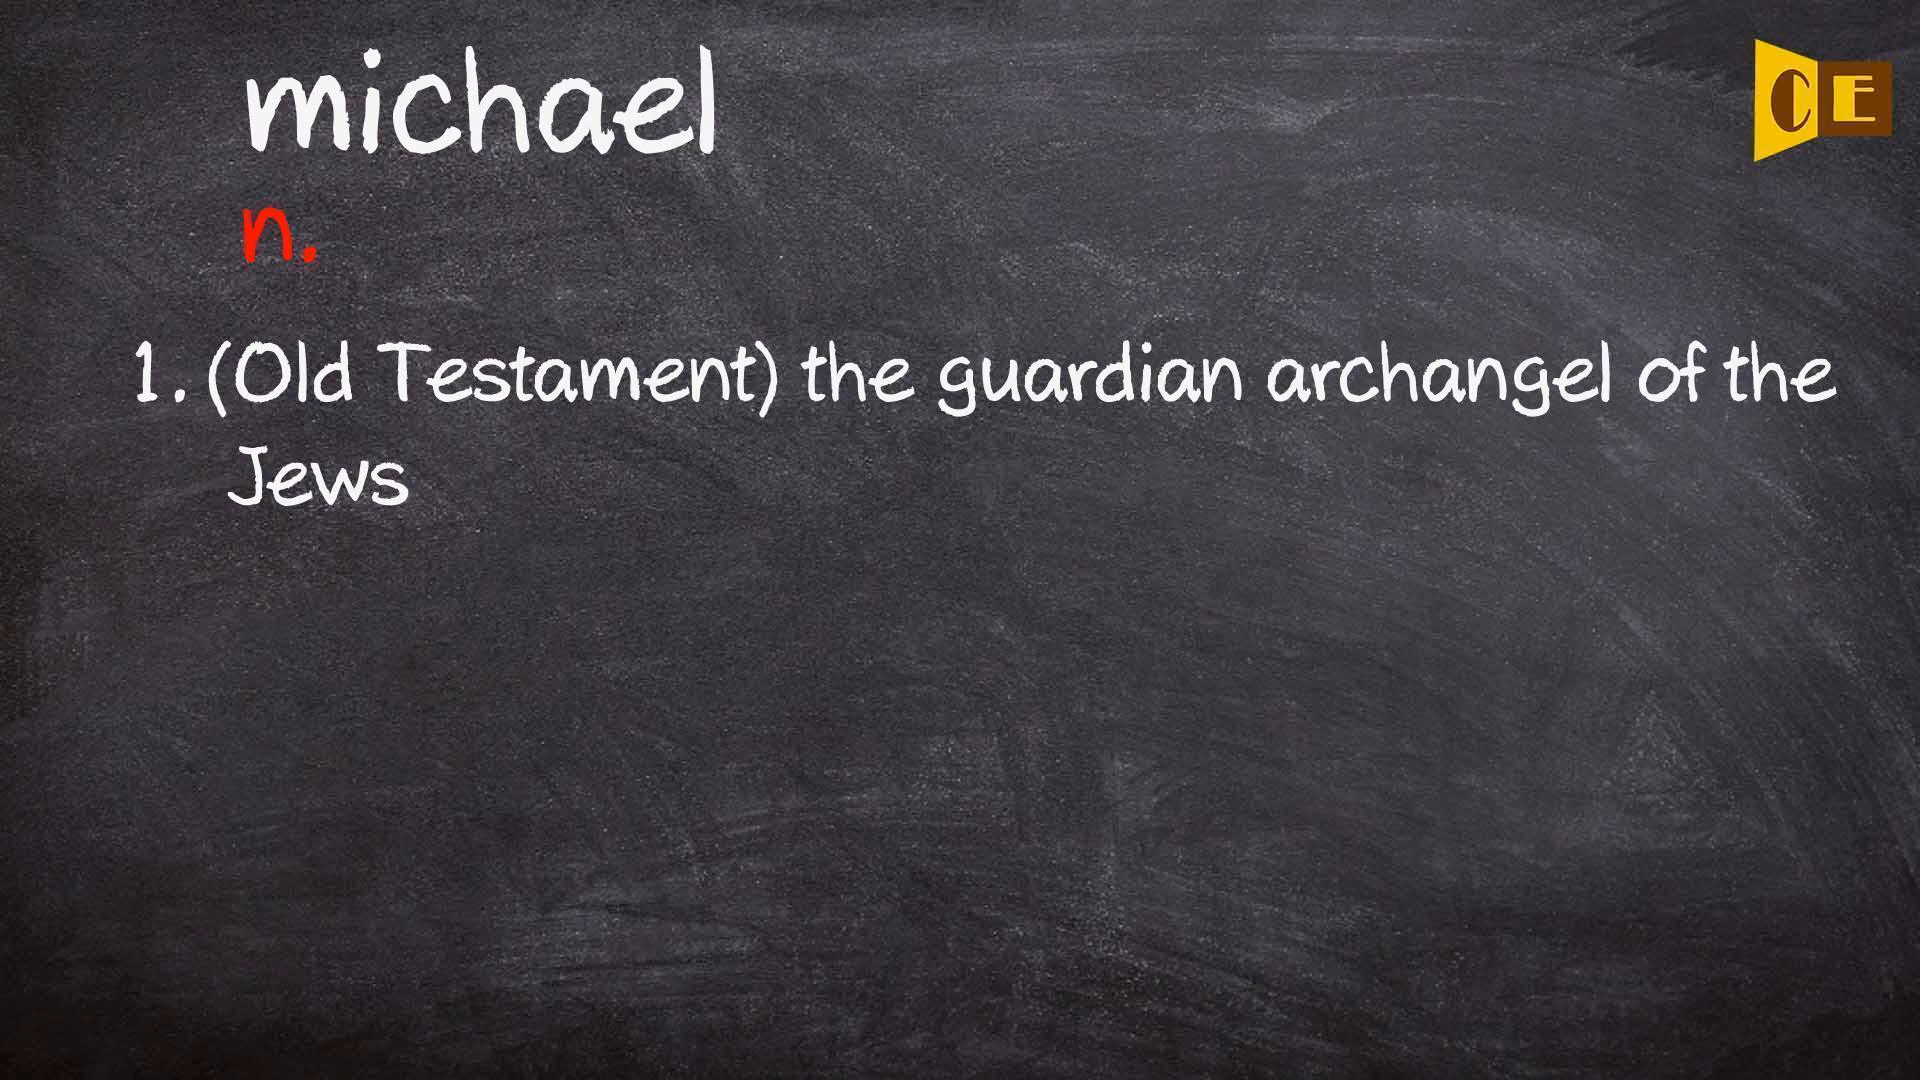 michael
CE
n.
1. (Old Testament) the guardian archangel of the
Jews